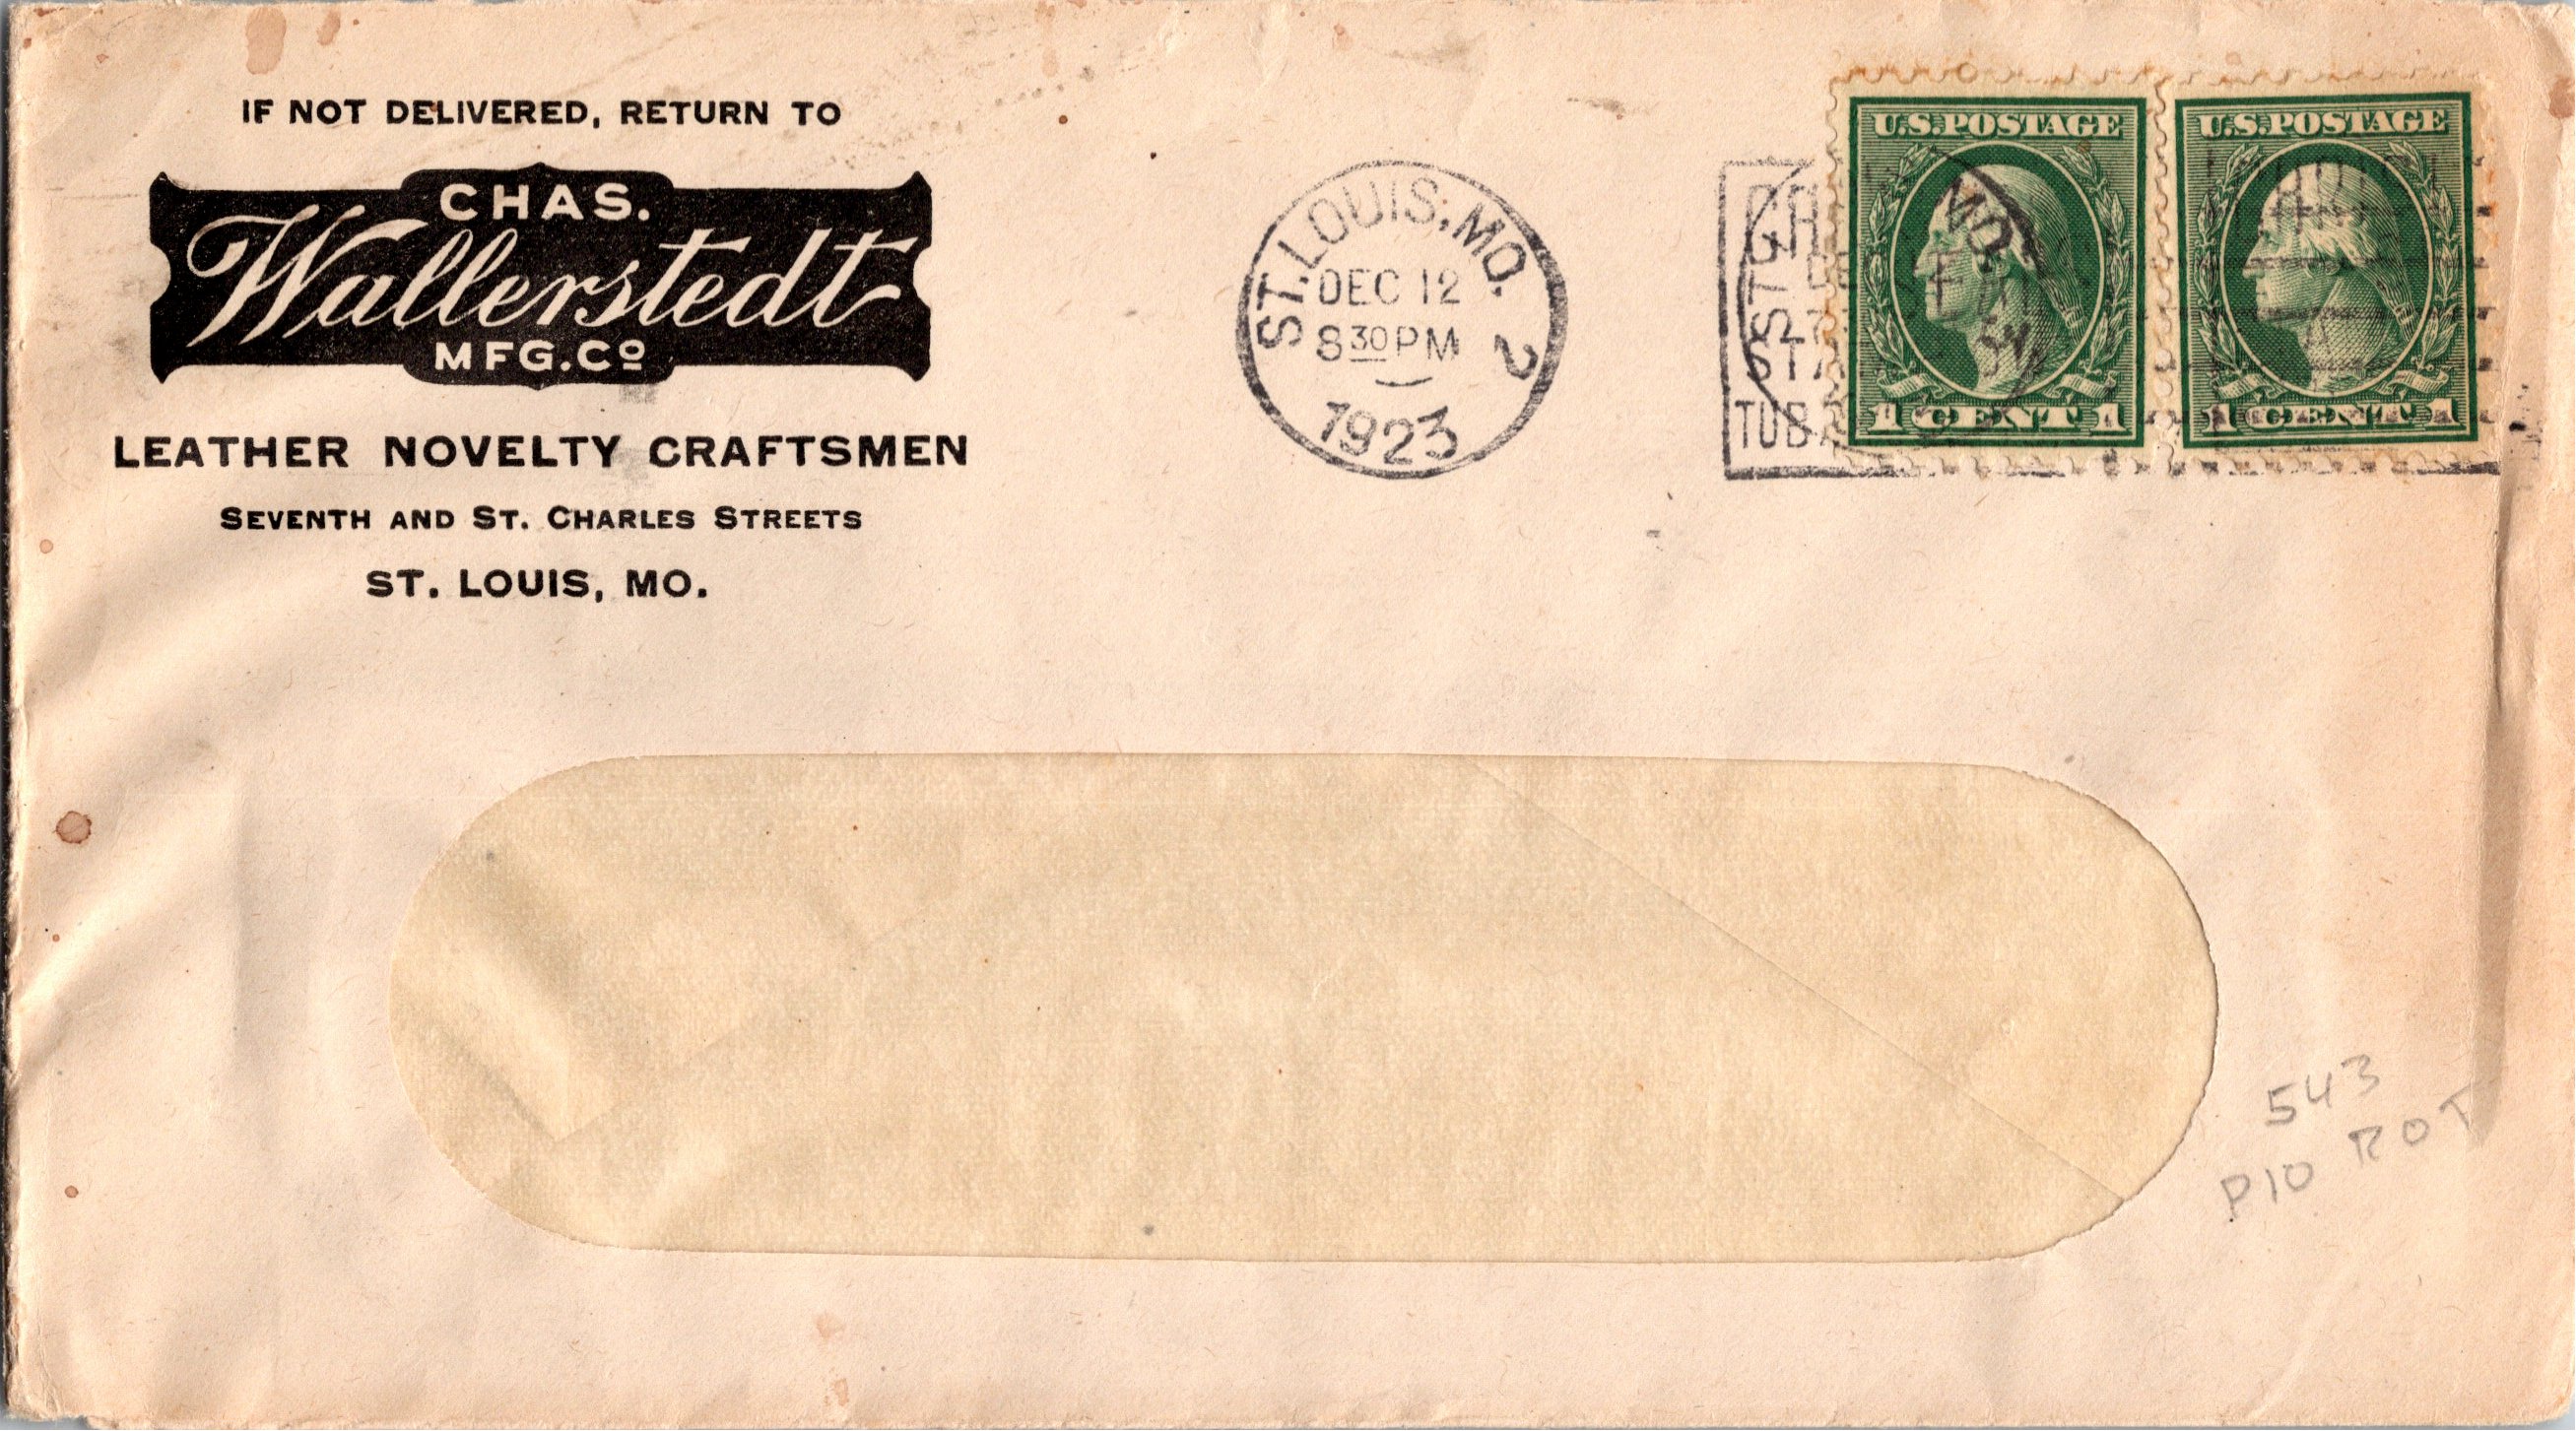 IF NOT DELIVERED, RETURN TO
CHAS.
Wallerstedt
MFG. Cº
LEATHER NOVELTY CRAFTSMEN
SEVENTH AND ST. CHARLES STREETS
ST. LOUIS, MO.
ST. LOUIS, MO. 2
DEC 12
8 30 PM
1923
U.S. POSTAGE
1 CENT 1
U.S. POSTAGE
1 CENT 1
543
P10 ROT